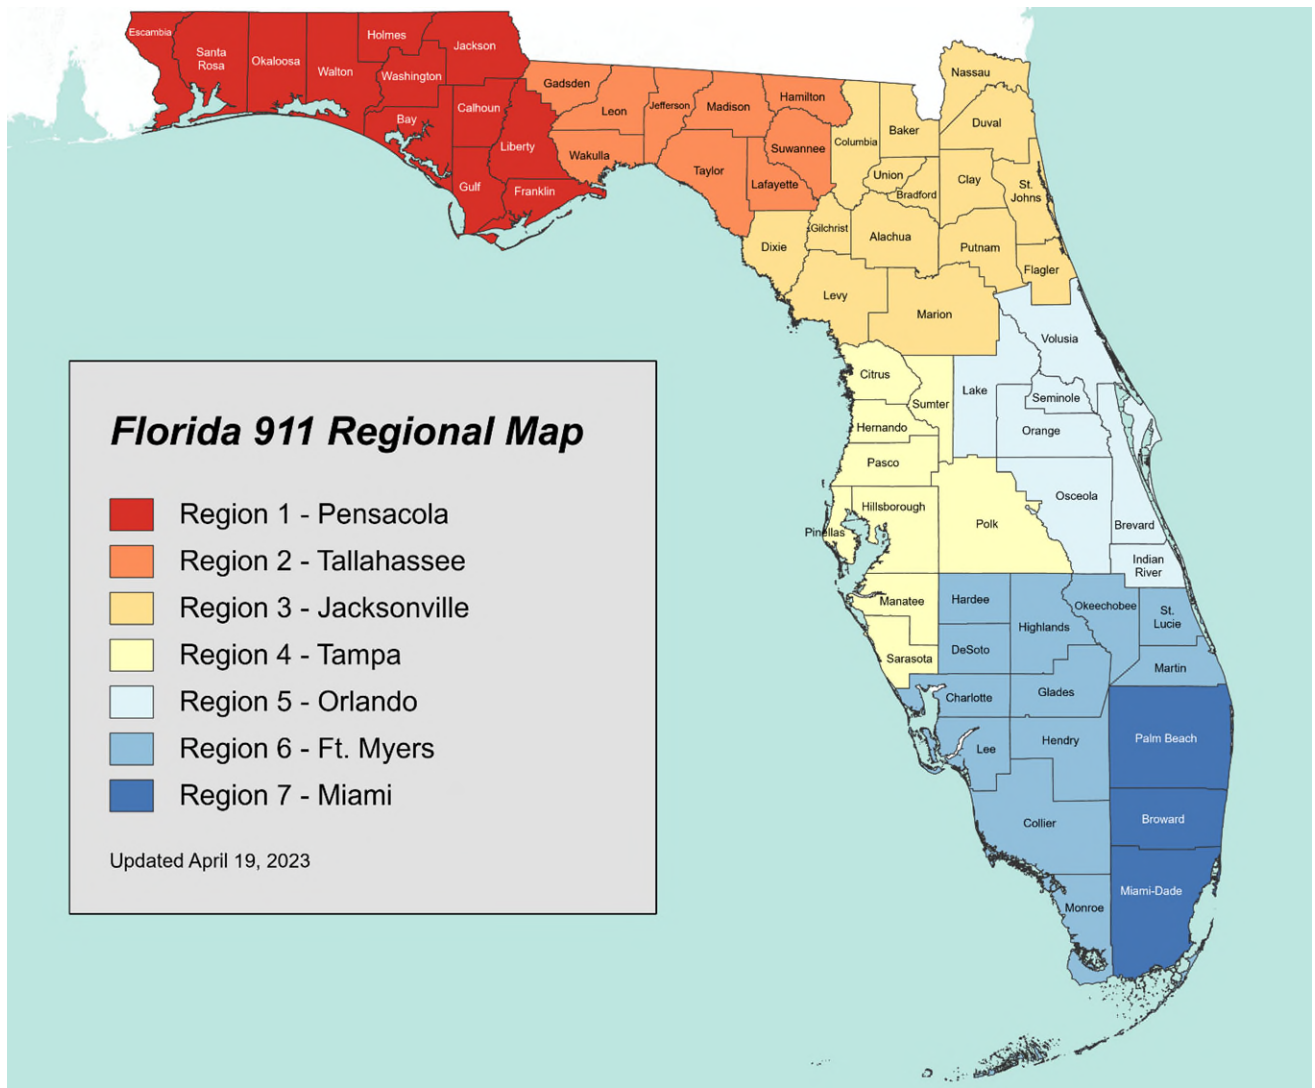 Escambia
Santa
Rosa
Okaloosa
Walton
Holmes
Washington
Jackson
Bay
Calhoun
Liberty
Gulf
Franklin
Gadsden
Leon
Wakulla
Jefferson
Madison
Taylor
Hamilton
Suwannee
Lafayette
Nassau
Duval
Baker
Columbia
Union
Bradford
Clay
St.
Johns
Gilchrist
Alachua
Putnam
Dixie
Flagler
Levy
Marion
Volusia
Citrus
Sumter
Lake
Seminole
Hernando
Orange
Pasco
Hillsborough
Pinellas
Polk
Osceola
Brevard
Indian
River
Manatee
Hardee
Highlands
Okeechobee
St.
Lucie
Sarasota
DeSoto
Martin
Charlotte
Glades
Lee
Hendry
Palm Beach
Collier
Broward
Monroe
Miami-Dade
Florida 911 Regional Map
Region 1 - Pensacola
Region 2 - Tallahassee
Region 3 - Jacksonville
Region 4 - Tampa
Region 5 - Orlando
Region 6 - Ft. Myers
Region 7 - Miami
Updated April 19, 2023